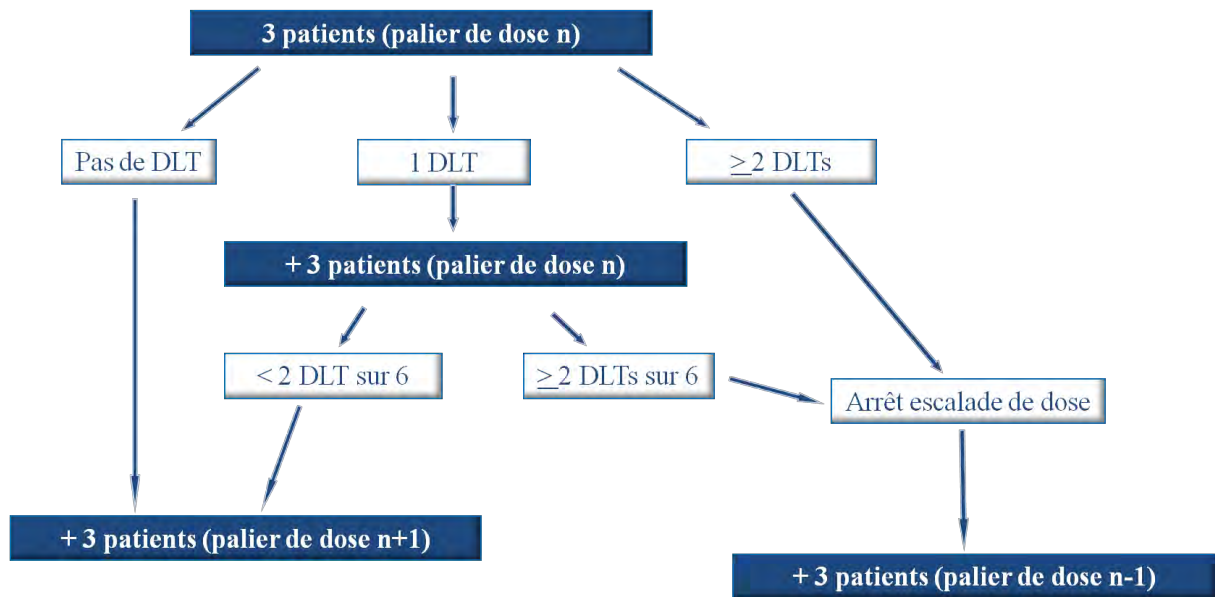 3 patients (palier de dose n)
Pas de DLT
1 DLT
≥2 DLTs
+ 3 patients (palier de dose n)
< 2 DLT sur 6
≥2 DLTs sur 6
Arrêt escalade de dose
+ 3 patients (palier de dose n+1)
+ 3 patients (palier de dose n-1)